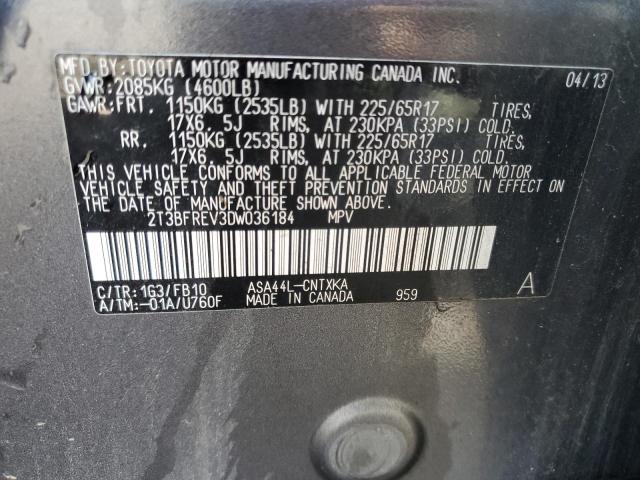 MFD.BY:TOYOTA MOTOR MANUFACTURING CANADA INC. 04/13
GVWR:2085KG (4600LB)
GAWR:FRT. 1150KG (2535LB) WITH 225/65R17 TIRES,
17X6.5J RIMS, AT 230KPA (33PSI) COLD.
RR. 1150KG (2535LB) WITH 225/65R17 TIRES,
17X6.5J RIMS, AT 230KPA (33PSI) COLD.
THIS VEHICLE CONFORMS TO ALL APPLICABLE FEDERAL MOTOR
VEHICLE SAFETY AND THEFT PREVENTION STANDARDS IN EFFECT ON
THE DATE OF MANUFACTURE SHOWN ABOVE.
2T3BFREV3DW036184 MPV
C/TR:1G3/FB10 ASA44L-CNTXKA
A/TM:-01A/U760F MADE IN CANADA 959 A